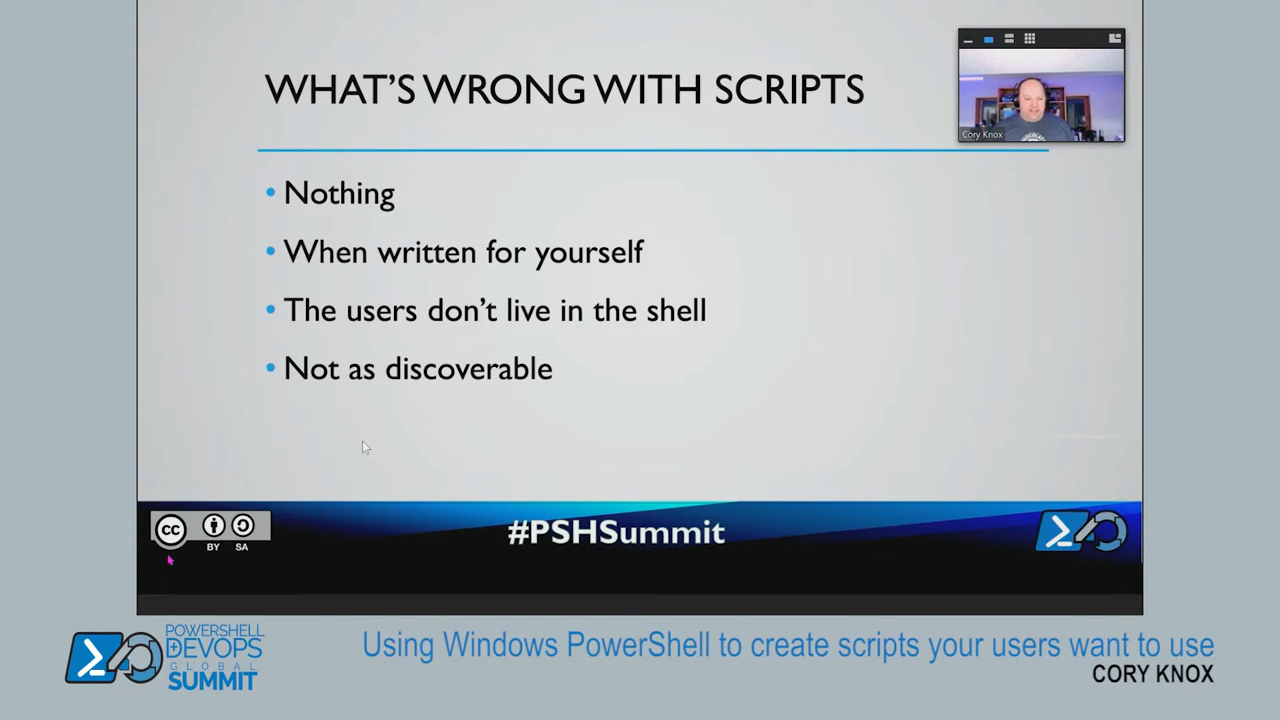 WHAT'S WRONG WITH SCRIPTS
Cory Knox
• Nothing
• When written for yourself
• The users don't live in the shell
• Not as discoverable
cc
BY SA
#PSHSummit
POWERSHELL
DEVOPS
GLOBAL
SUMMIT
Using Windows PowerShell to create scripts your users want to use
CORY KNOX